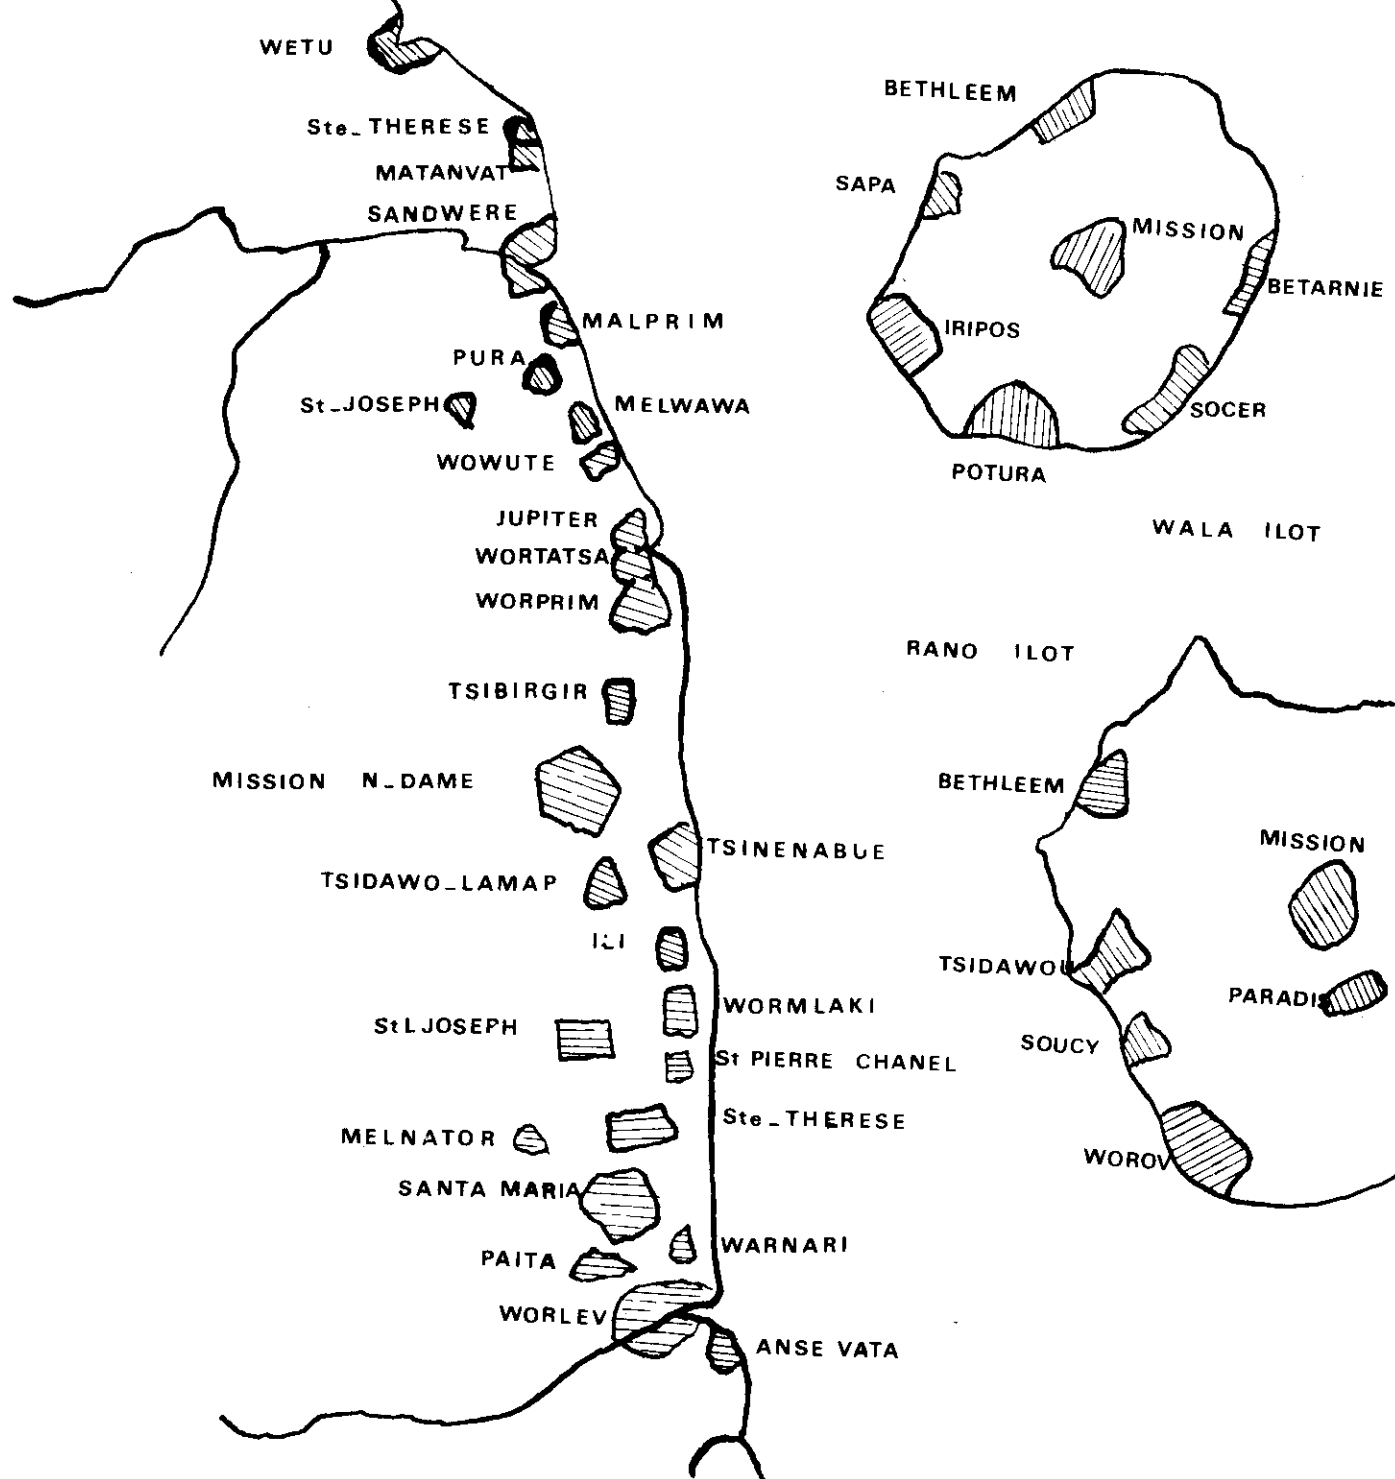 WETU
Ste_THERESE
MATANVAT
SANDWERE
MALPRIM
PURA
St_JOSEPH
MELWAWA
WOWUTE
JUPITER
WORTATSA
WORPRIM
TSIBIRGIR
MISSION N_DAME
TSINENABUE
TSIDAWO_LAMAP
ILI
WORMLAKI
StLJOSEPH
St PIERRE CHANEL
Ste_THERESE
MELNATOR
SANTA MARIA
WARNARI
PAITA
WORLEV
ANSE VATA
BETHLEEM
SAPA
MISSION
BETARNIE
IRIPOS
SOCER
POTURA
WALA ILOT
RANO ILOT
BETHLEEM
MISSION
TSIDAWOU
PARADIS
SOUCY
WOROV